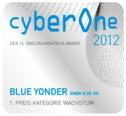 cyberOne
DER 14. BWCON HIGHTECH AWARD
2012
BLUE YONDER GMBH & CO. KG
1. PREIS KATEGORIE WACHSTUM